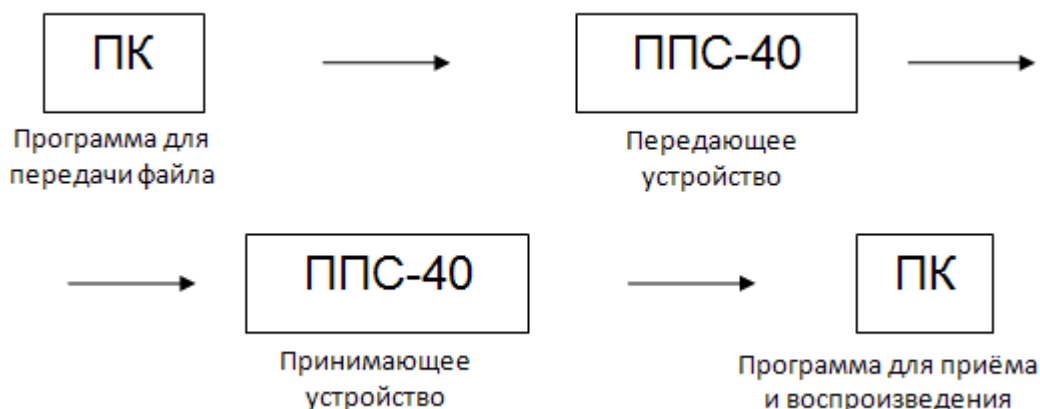 ПК
ППС-40
Программа для
передачи файла
Передающее
устройство
ППС-40
ПК
Принимающее
устройство
Программа для приёма
и воспроизведения